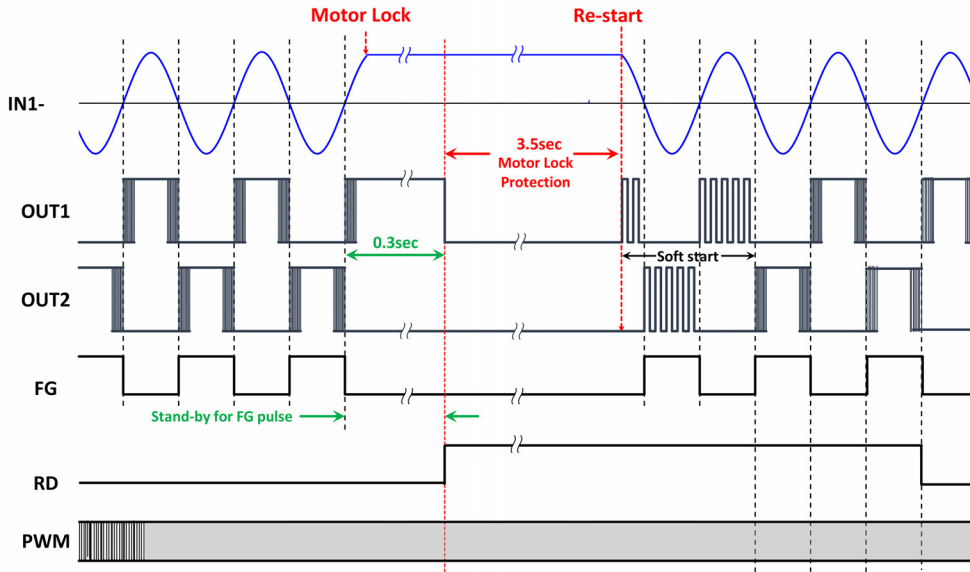 Motor Lock
Re-start
IN1-
3.5sec
Motor Lock
Protection
OUT1
0.3sec
Soft start
OUT2
FG
Stand-by for FG pulse
RD
PWM